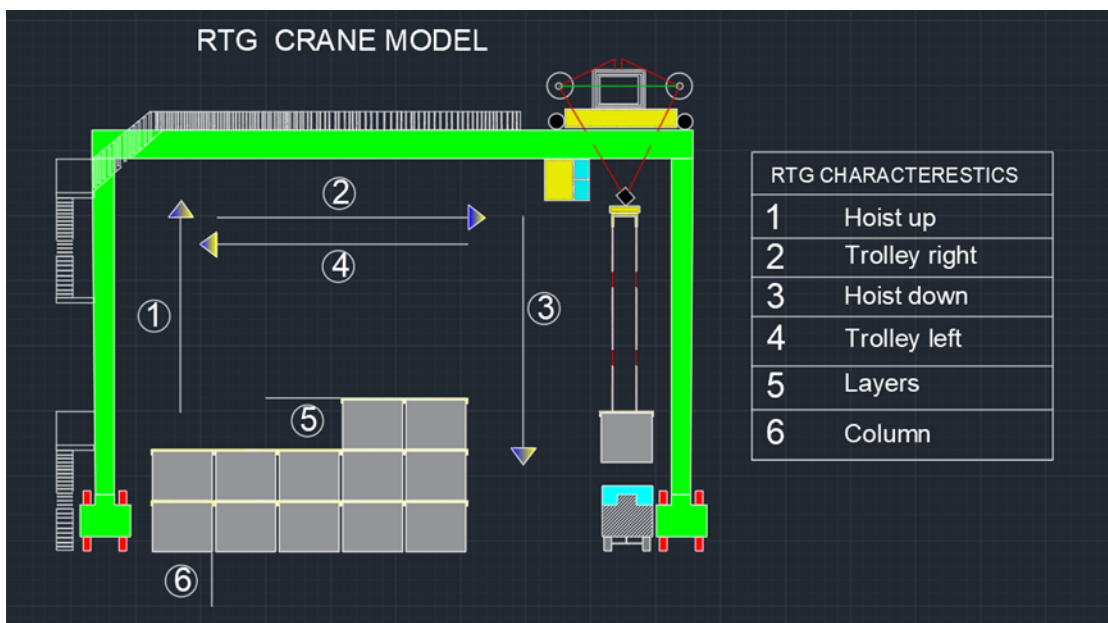 RTG CRANE MODEL
2
4
1
3
5
6
RTG CHARACTERESTICS
1 Hoist up
2 Trolley right
3 Hoist down
4 Trolley left
5 Layers
6 Column